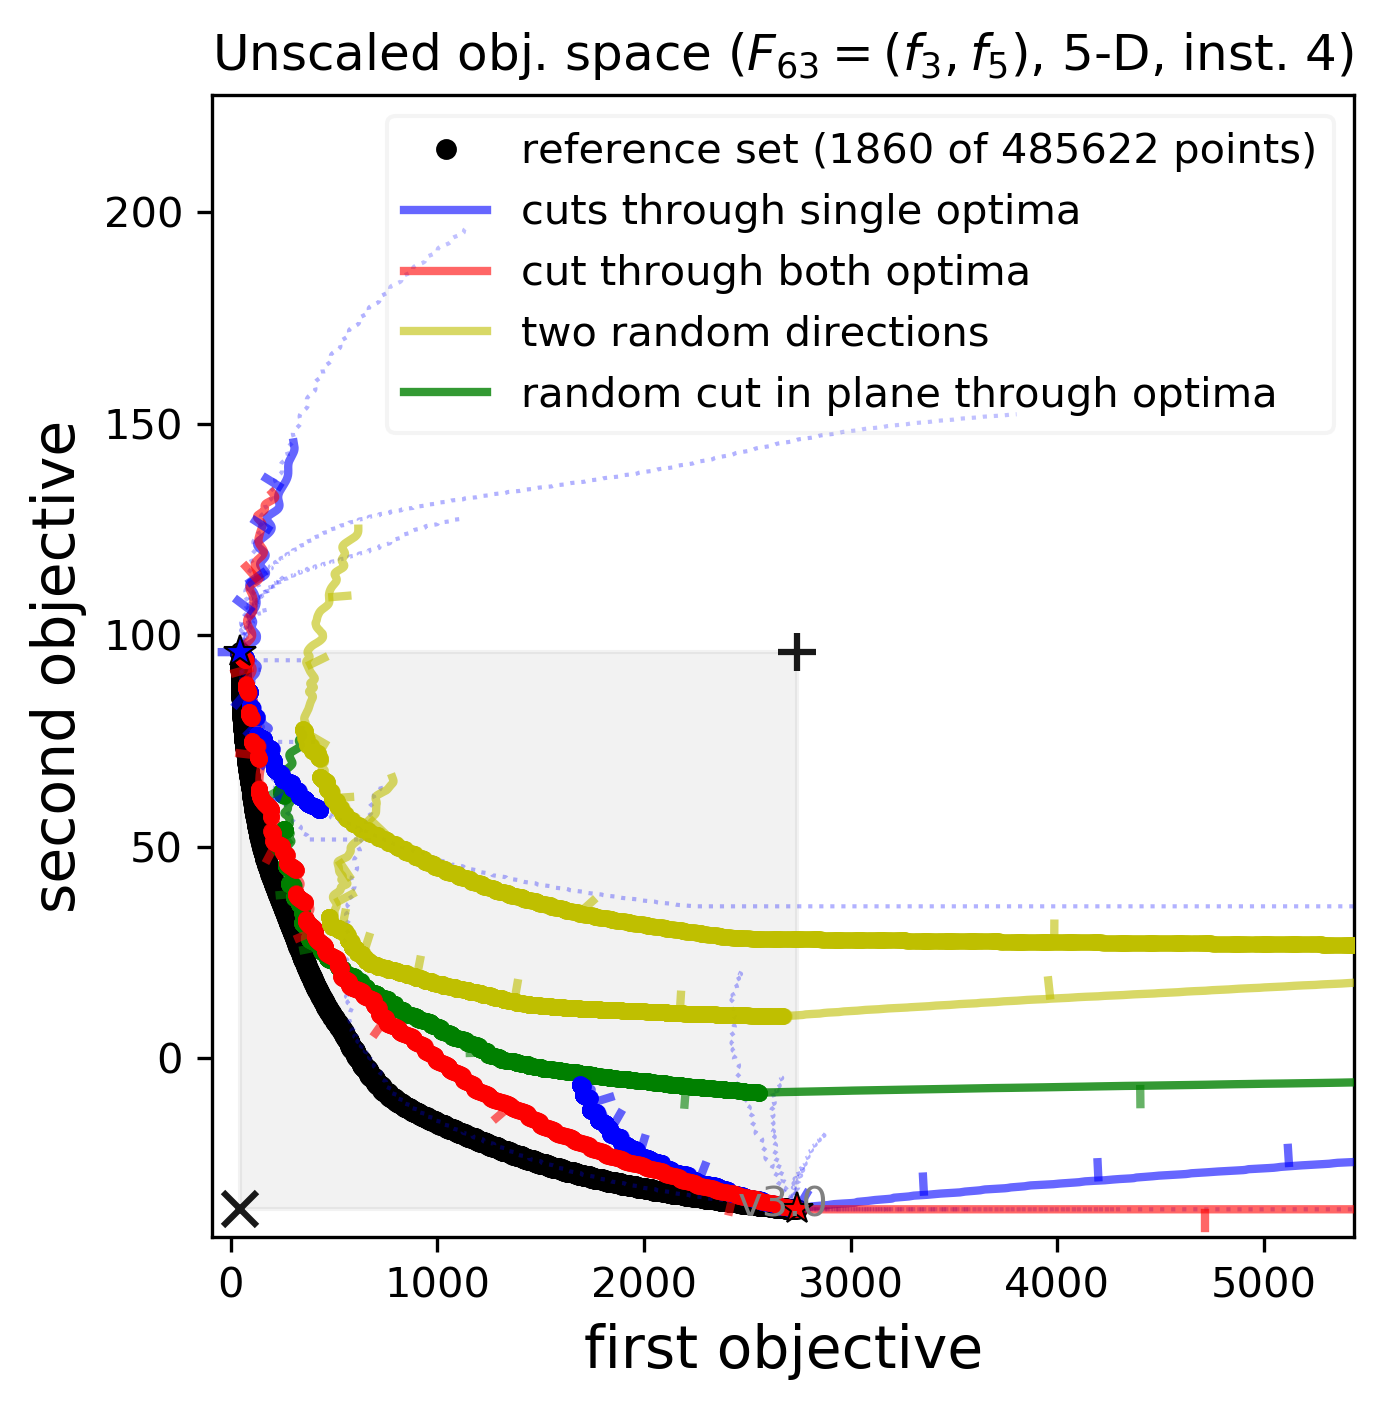 Unscaled obj. space (F₆₃ = (f₃, f₅), 5-D, inst. 4)
reference set (1860 of 485622 points)
cuts through single optima
cut through both optima
two random directions
random cut in plane through optima
second objective
200
150
100
50
0
v3.0
0 1000 2000 3000 4000 5000
first objective